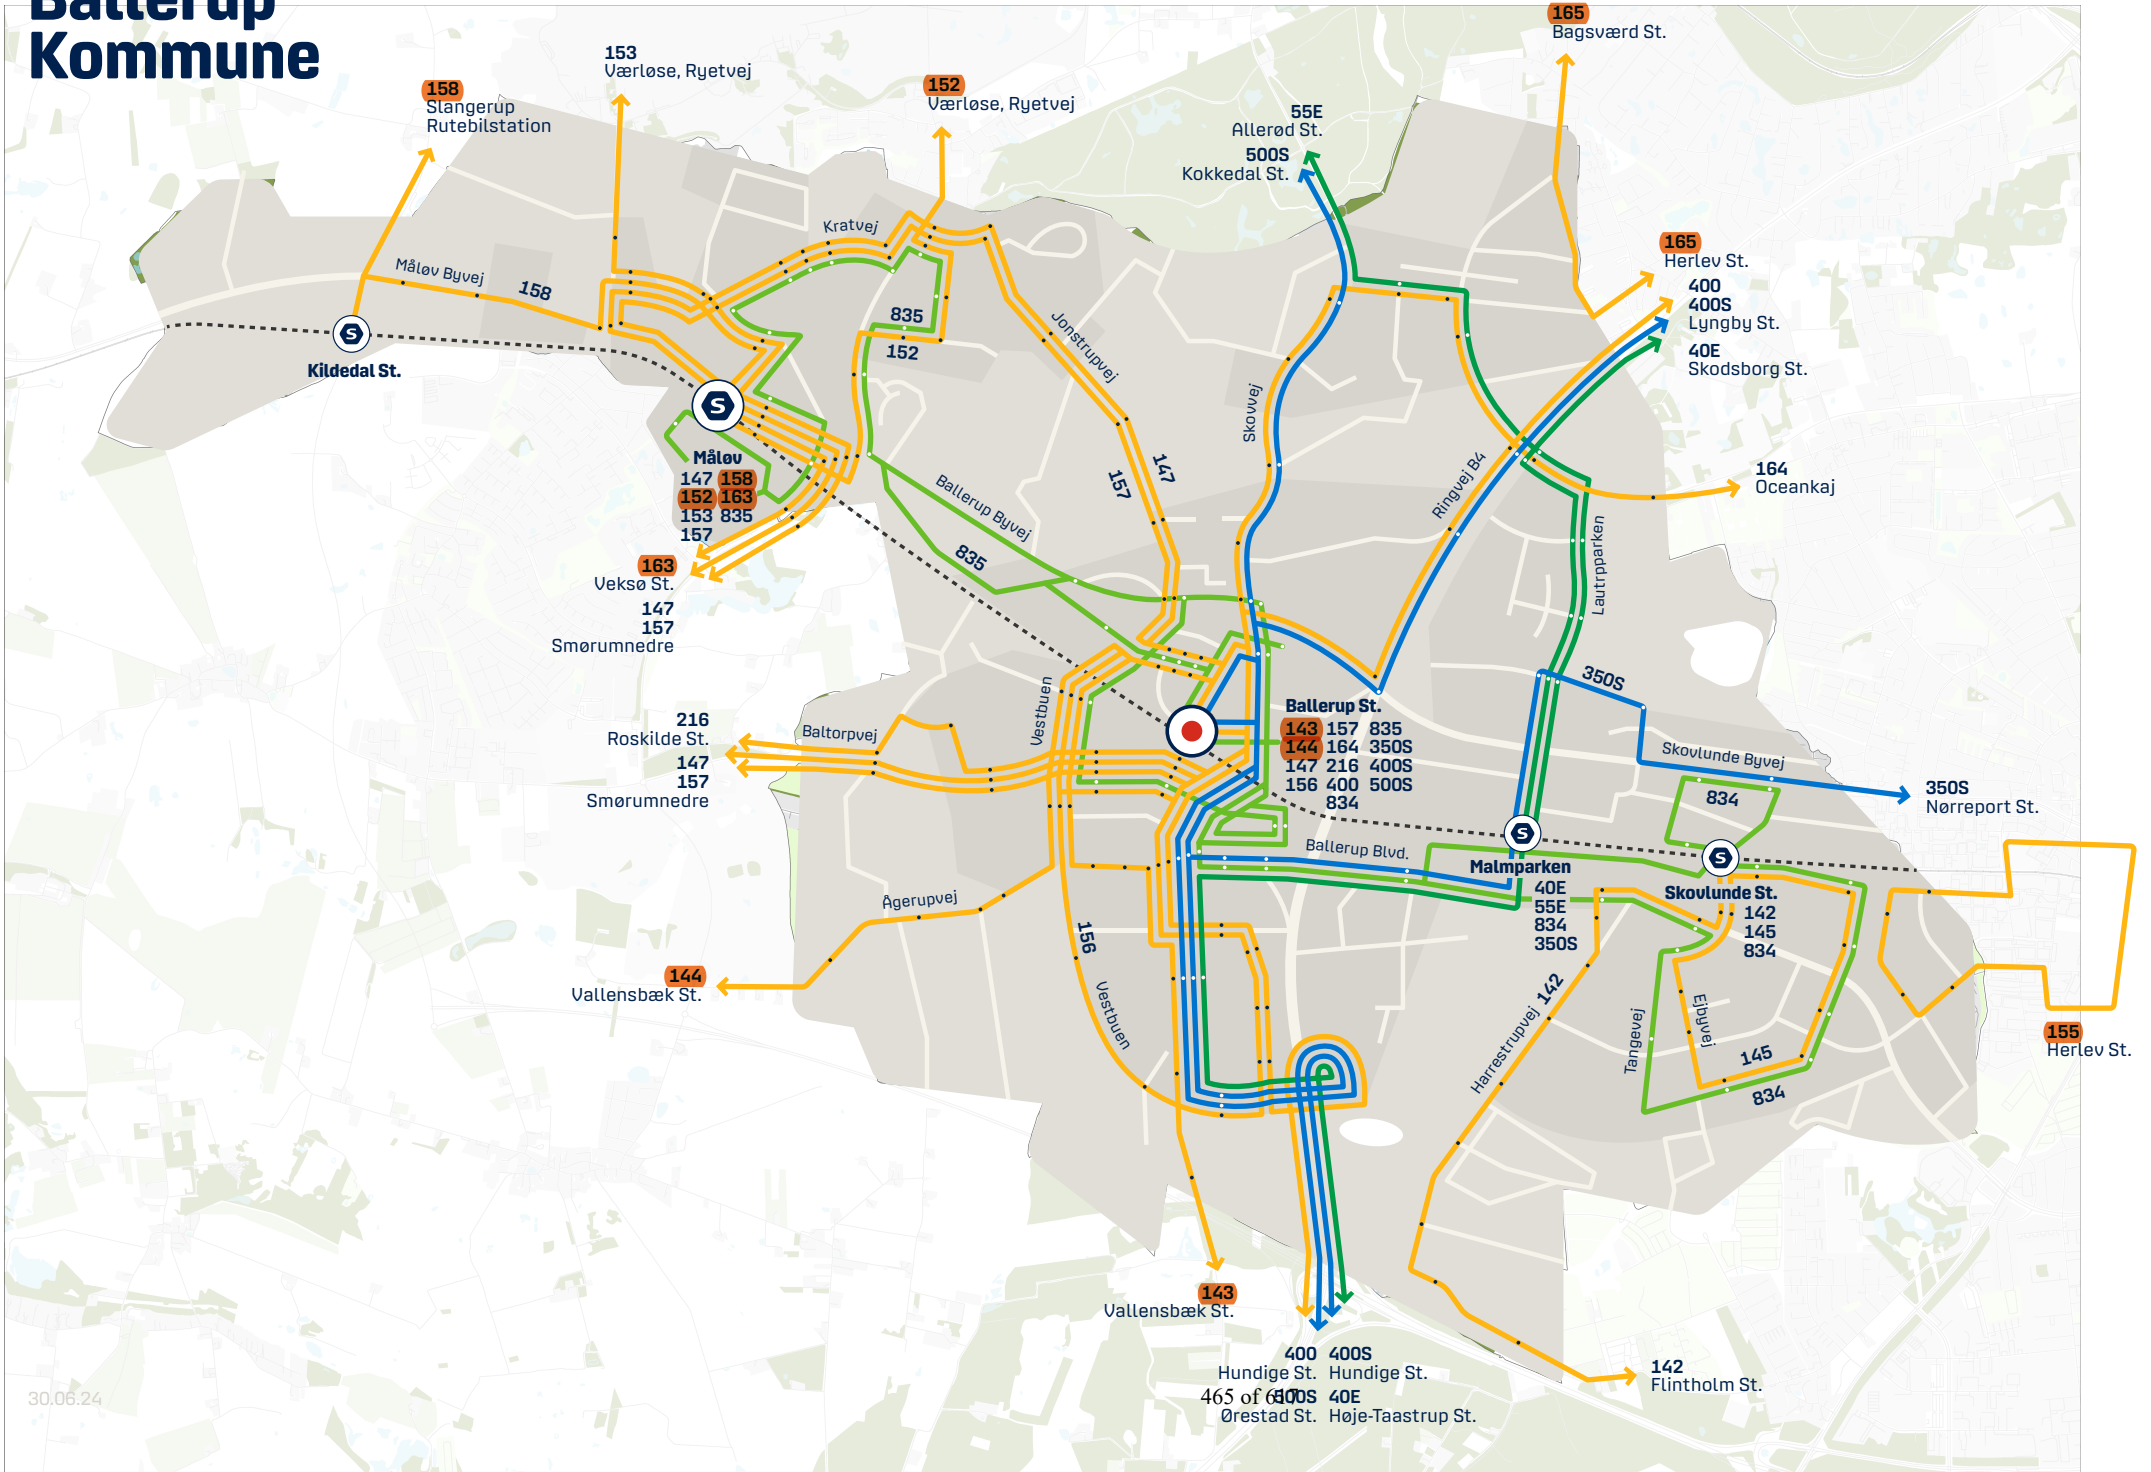 Ballerup
Kommune
158
Slangerup
Rutebilstation
153
Værløse, Ryetvej
152
Værløse, Ryetvej
165
Bagsværd St.
55E
Allerød St.
500S
Kokkedal St.
165
Herlev St.
400
400S
Lyngby St.
40E
Skodsborg St.
Kratvej
Måløv Byvej
158
Kildedal St.
S
S
835
152
Jonstrupvej
147
157
Skovvej
Ringvej B4
164
Oceankaj
Måløv
147 158
152 163
153 835
157
Ballerup Byvej
835
Lautrpparken
163
Veksø St.
147
157
Smørumnedre
350S
216
Roskilde St.
147
157
Smørumnedre
Baltorpvej
Vestbuen
Ballerup St.
143 157 835
144 164 350S
147 216 400S
156 400 500S
834
Skovlunde Byvej
350S
Nørreport St.
834
S
S
Ballerup Blvd.
Malmparken
40E
55E
834
350S
Skovlunde St.
142
145
834
Ågerupvej
156
Vestbuen
144
Vallensbæk St.
Harrestrupvej
142
Tangevej
Ejbyvej
145
834
155
Herlev St.
143
Vallensbæk St.
400 400S
Hundige St. Hundige St.
500S 40E
Ørestad St. Høje-Taastrup St.
142
Flintholm St.
30.06.24